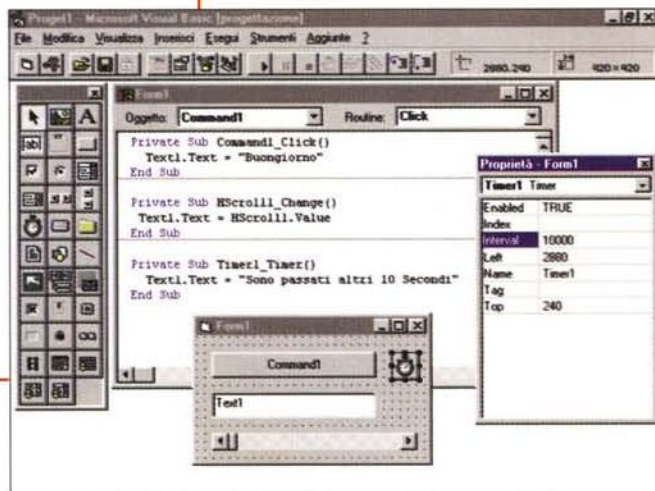 Proget1 - Microsoft Visual Basic [progettazione]
File Modifica Visualizza Inserisci Esegui Strumenti Aggiunte ?
2880,240
420 × 420
A
ab|
Form1
Oggetto: Command1
Routine: Click
Private Sub Command1_Click()
Text1.Text = "Buongiorno"
End Sub
Private Sub HScroll1_Change()
Text1.Text = HScroll1.Value
End Sub
Private Sub Timer1_Timer()
Text1.Text = "Sono passati altri 10 Secondi"
End Sub
Proprietà - Form1
Timer1 Timer
Enabled TRUE
Index
Interval 10000
Left 2880
Name Timer1
Tag
Top 240
Form1
Command1
Text1